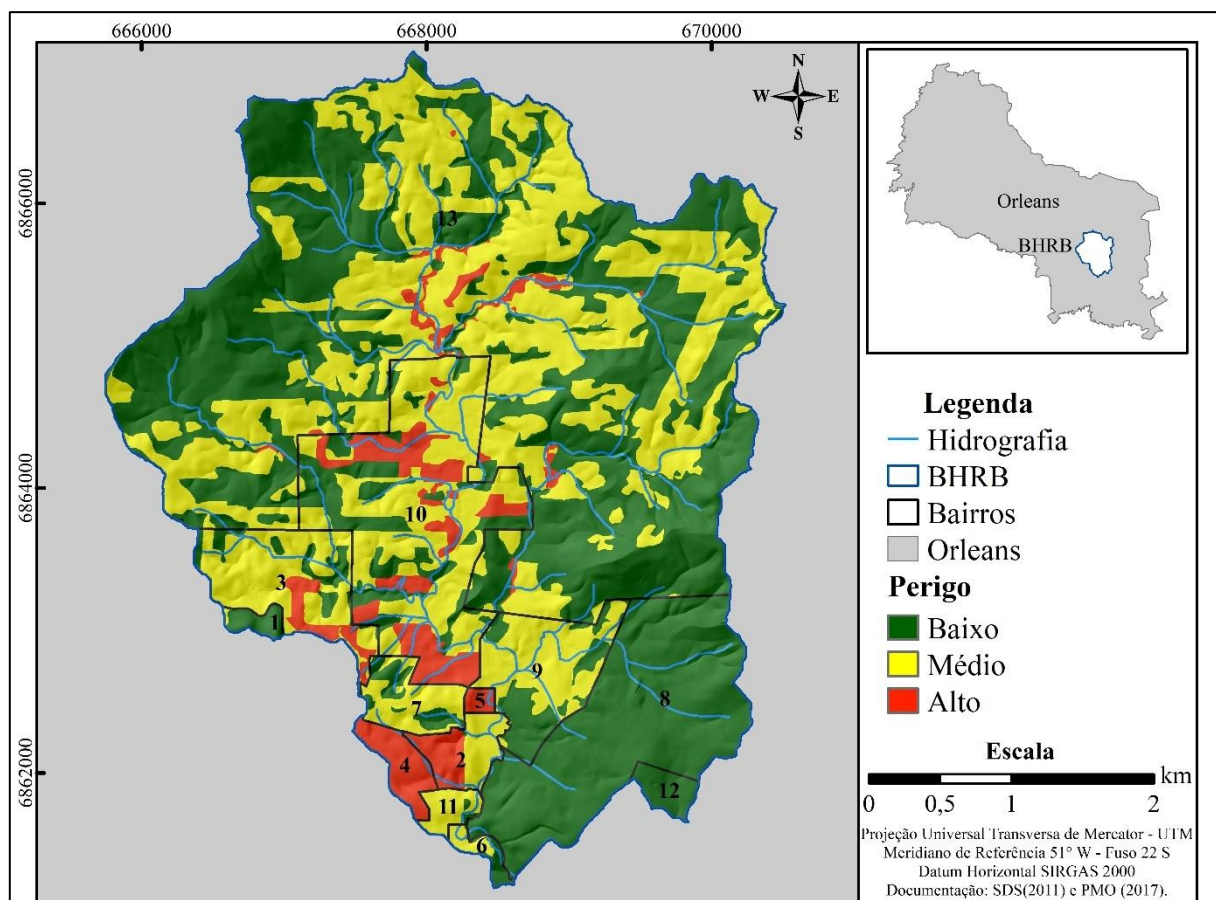 666000 668000 670000
6866000
6864000
6862000
N
W E
S
13
10
3
1
9
8
5
7
2
4
12
11
6
Orleans
BHRB
Legenda
Hidrografia
BHRB
Bairros
Orleans
Perigo
Baixo
Médio
Alto
Escala
km
0 0,5 1 2
Projeção Universal Transversa de Mercator - UTM
Meridiano de Referência 51° W - Fuso 22 S
Datum Horizontal SIRGAS 2000
Documentação: SDS(2011) e PMO (2017).